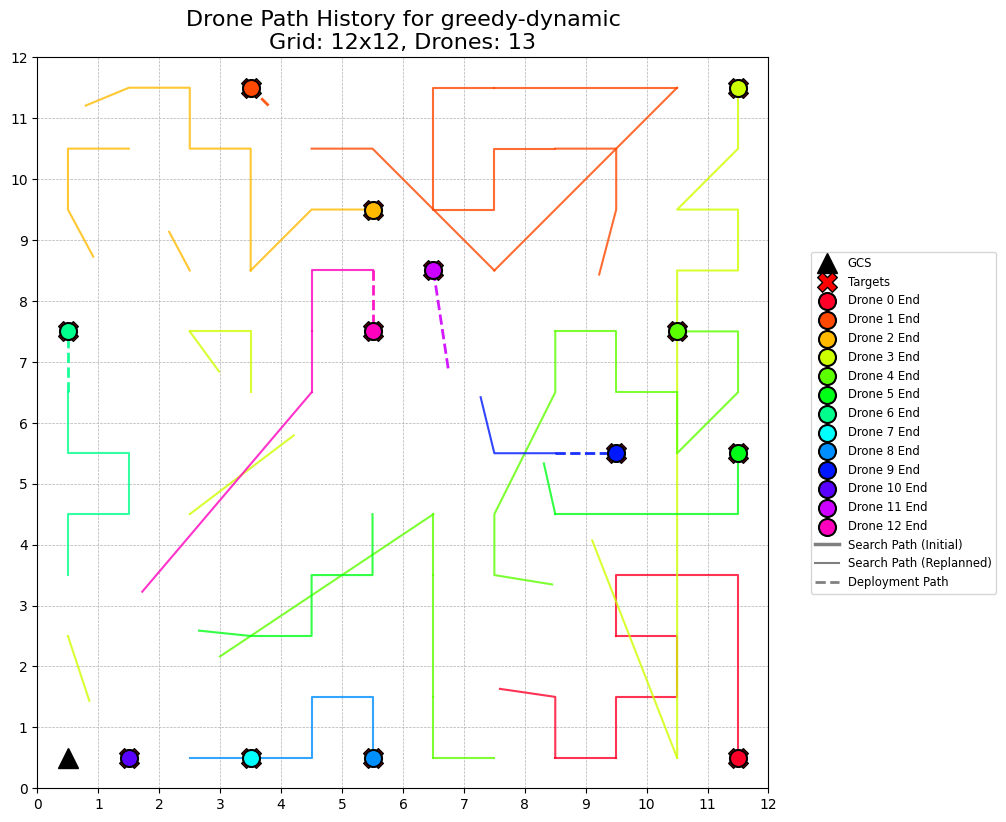 Drone Path History for greedy-dynamic
Grid: 12x12, Drones: 13
12
11
10
9
8
7
6
5
4
3
2
1
0
0 1 2 3 4 5 6 7 8 9 10 11 12
GCS
Targets
Drone 0 End
Drone 1 End
Drone 2 End
Drone 3 End
Drone 4 End
Drone 5 End
Drone 6 End
Drone 7 End
Drone 8 End
Drone 9 End
Drone 10 End
Drone 11 End
Drone 12 End
Search Path (Initial)
Search Path (Replanned)
Deployment Path